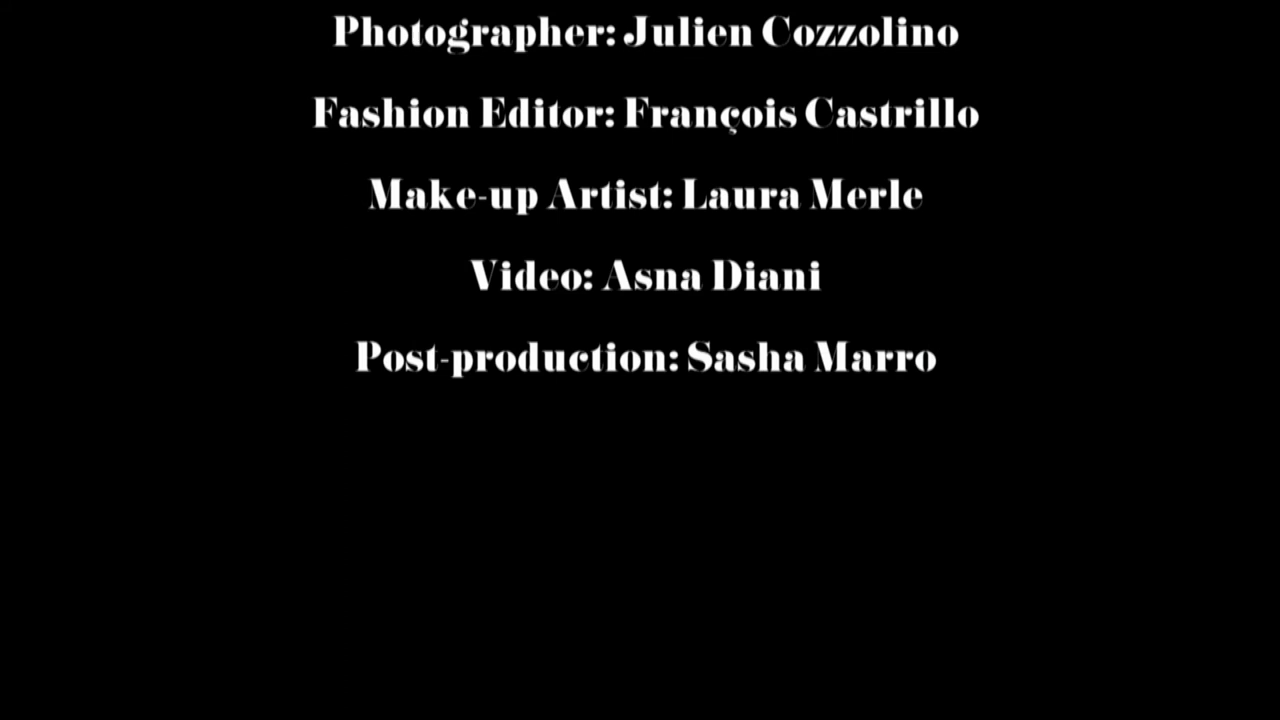 Photographer: Julien Cozzolino
Fashion Editor: François Castrillo
Make-up Artist: Laura Merle
Video: Asna Diani
Post-production: Sasha Marro